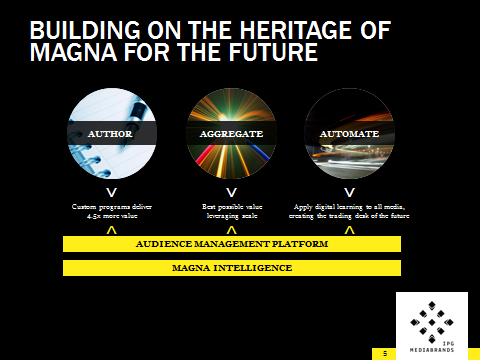 BUILDING ON THE HERITAGE OF
MAGNA FOR THE FUTURE
AUTHOR
AGGREGATE
AUTOMATE
Custom programs deliver
4.5x more value
Best possible value
leveraging scale
Apply digital learning to all media,
creating the trading desk of the future
AUDIENCE MANAGEMENT PLATFORM
MAGNA INTELLIGENCE
IPG
MEDIABRANDS
5